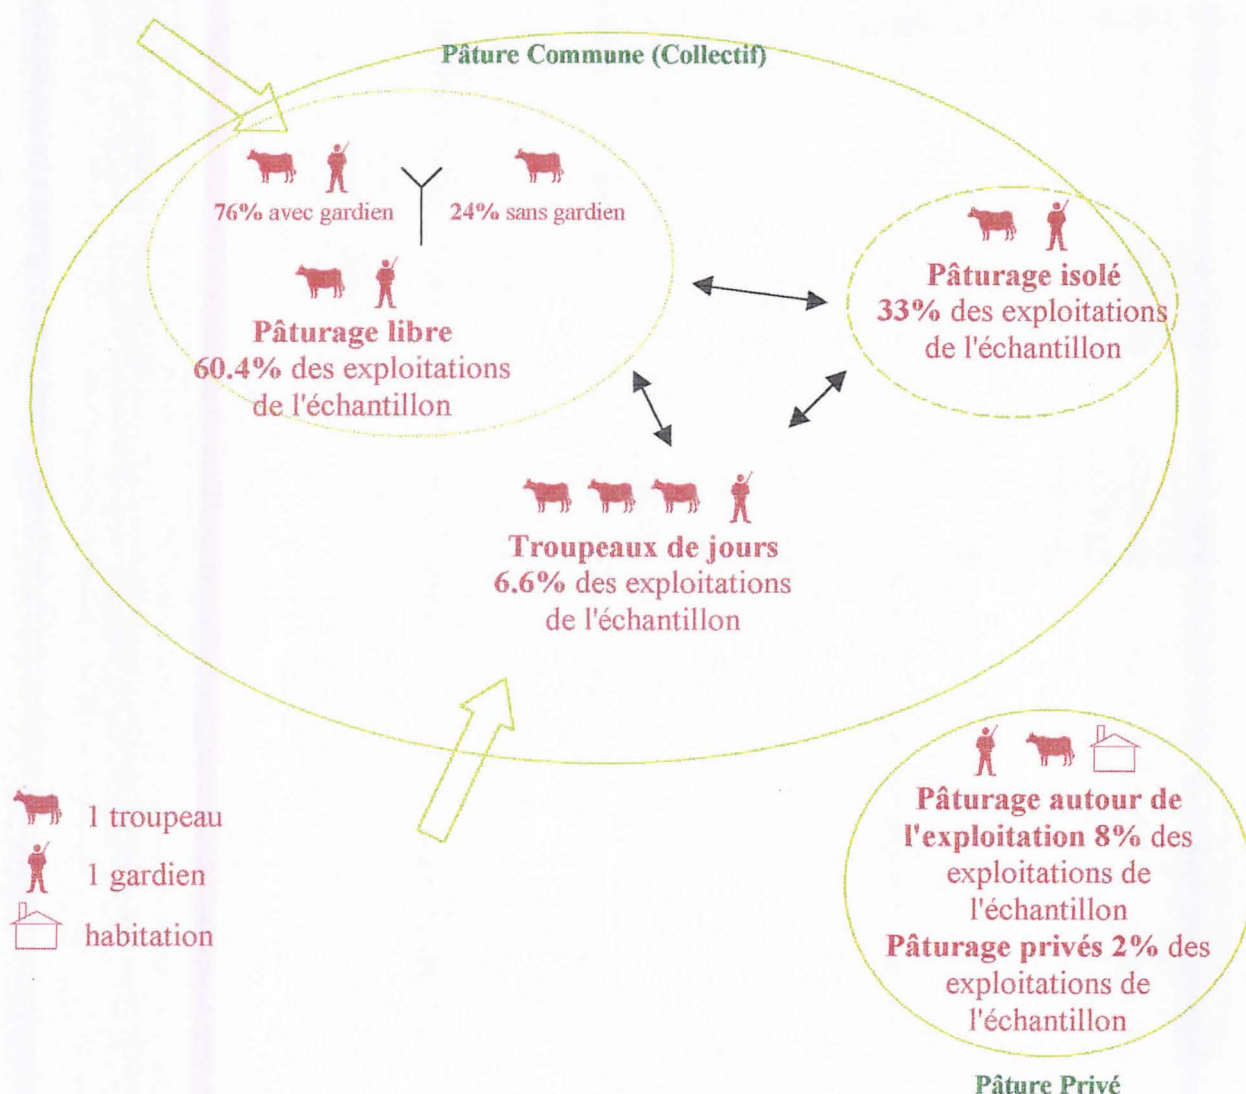 Pâture Commune (Collectif)
76% avec gardien
24% sans gardien
Pâturage libre
60.4% des exploitations
de l'échantillon
Pâturage isolé
33% des exploitations
de l'échantillon
Troupeaux de jours
6.6% des exploitations
de l'échantillon
1 troupeau
1 gardien
habitation
Pâturage autour de
l'exploitation 8% des
exploitations de
l'échantillon
Pâturage privés 2% des
exploitations de
l'échantillon
Pâture Privé